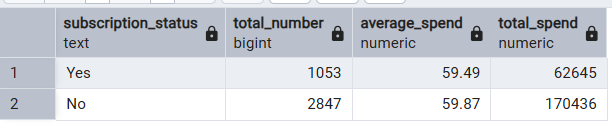 subscription_status total_number average_spend total_spend
text bigint numeric numeric
1 Yes 1053 59.49 62645
2 No 2847 59.87 170436